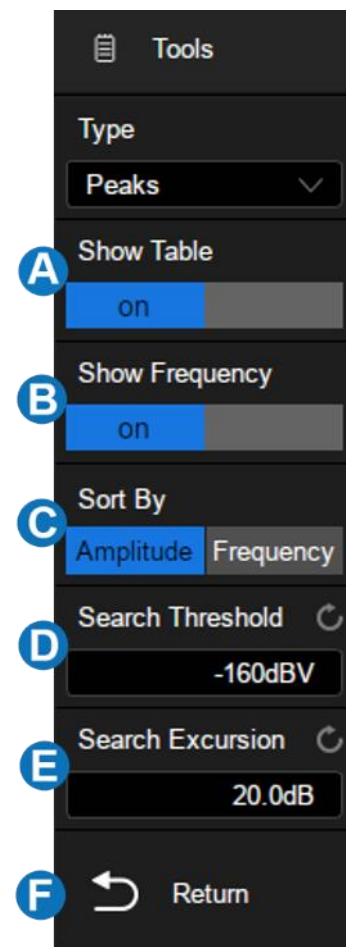 Tools
Type
Peaks
A
Show Table
on
B
Show Frequency
on
C
Sort By
Amplitude Frequency
D
Search Threshold
-160dBV
E
Search Excursion
20.0dB
F
Return